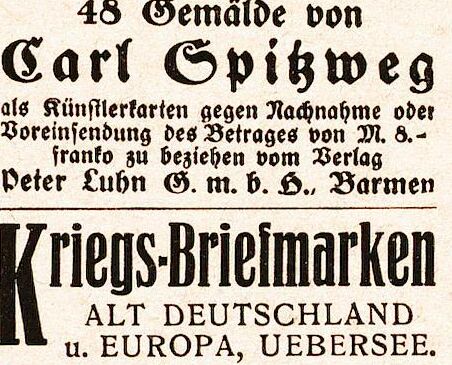 48 Gemälde von
Carl Spitzweg
als Künstlerkarten gegen Nachnahme oder
Voreinsendung des Betrages von M. 8.-
franko zu beziehen vom Verlag
Peter Luhn G. m. b. H., Barmen
Kriegs-Briefmarken
ALT DEUTSCHLAND
u. EUROPA, UEBERSEE.